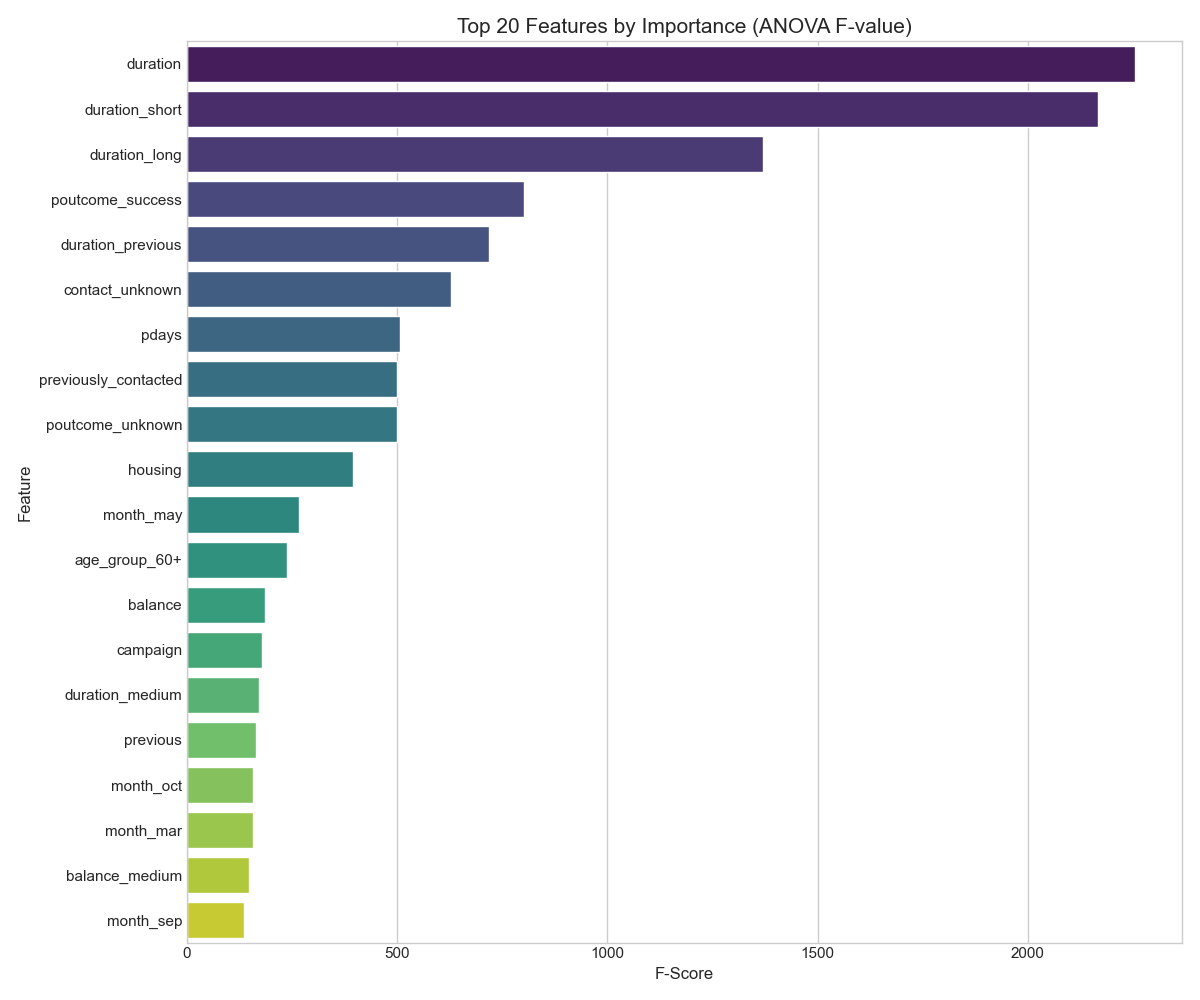 Top 20 Features by Importance (ANOVA F-value)
duration
duration_short
duration_long
poutcome_success
duration_previous
contact_unknown
pdays
previously_contacted
poutcome_unknown
housing
month_may
age_group_60+
balance
campaign
duration_medium
previous
month_oct
month_mar
balance_medium
month_sep
Feature
0 500 1000 1500 2000
F-Score